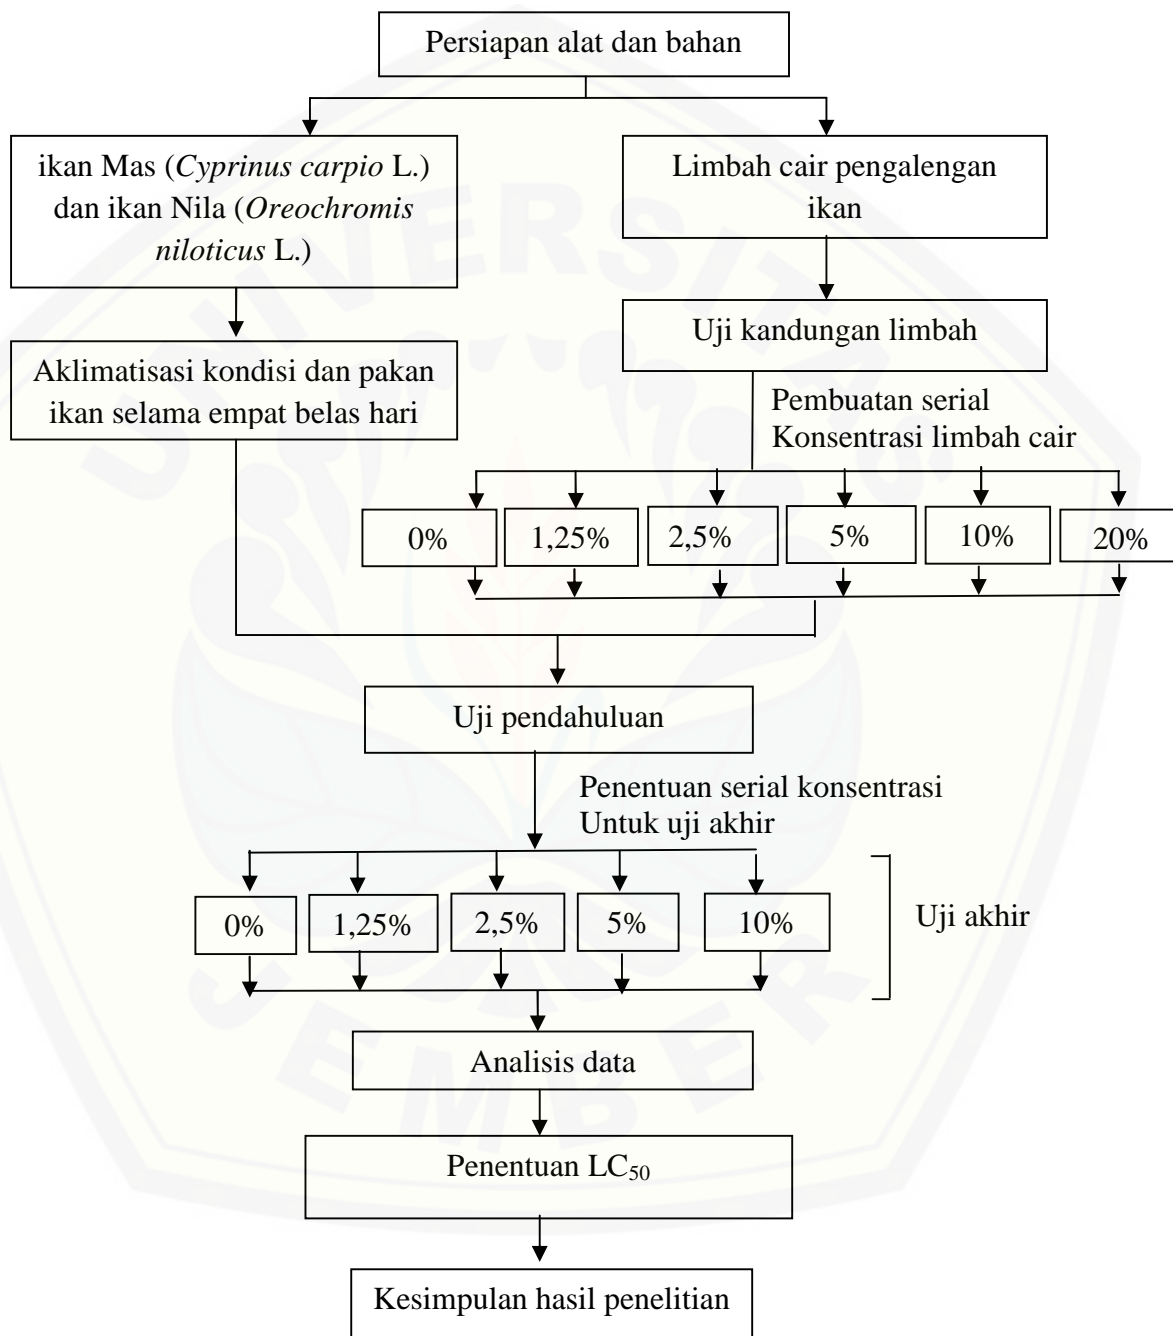 Persiapan alat dan bahan
ikan Mas (Cyprinus carpio L.)
dan ikan Nila (Oreochromis
niloticus L.)
Limbah cair pengalengan
ikan
Uji kandungan limbah
Aklimatisasi kondisi dan pakan
ikan selama empat belas hari
Pembuatan serial
Konsentrasi limbah cair
0%
1,25%
2,5%
5%
10%
20%
Uji pendahuluan
Penentuan serial konsentrasi
Untuk uji akhir
0%
1,25%
2,5%
5%
10%
Uji akhir
Analisis data
Penentuan LC₅₀
Kesimpulan hasil penelitian
UNIVERSITAS
JEMBER